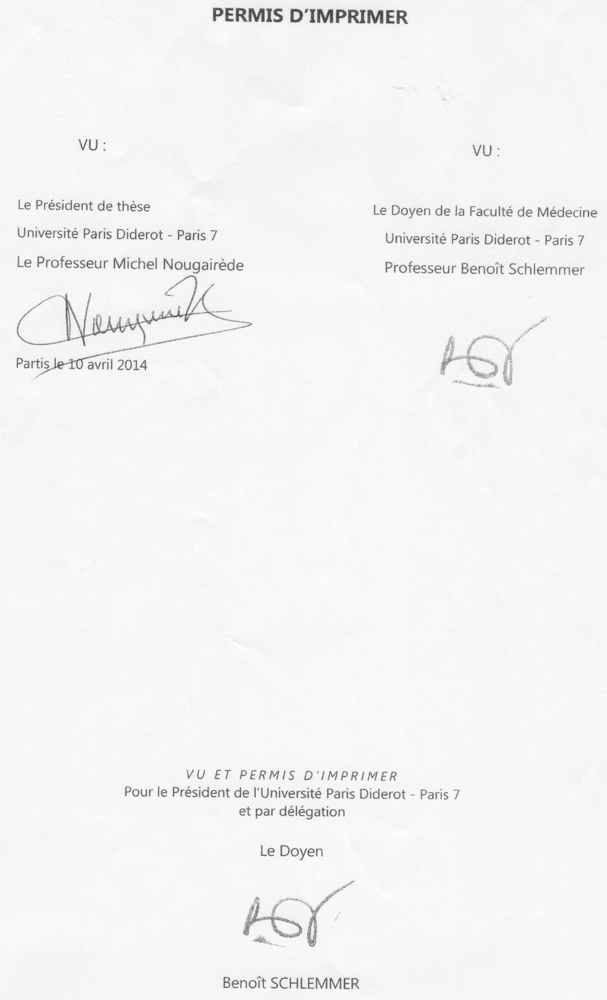 PERMIS D'IMPRIMER
VU :
Le Président de thèse
Université Paris Diderot - Paris 7
Le Professeur Michel Nougairède
Partis le 10 avril 2014
VU :
Le Doyen de la Faculté de Médecine
Université Paris Diderot - Paris 7
Professeur Benoît Schlemmer
VU ET PERMIS D'IMPRIMER
Pour le Président de l'Université Paris Diderot - Paris 7
et par délégation
Le Doyen
Benoît SCHLEMMER